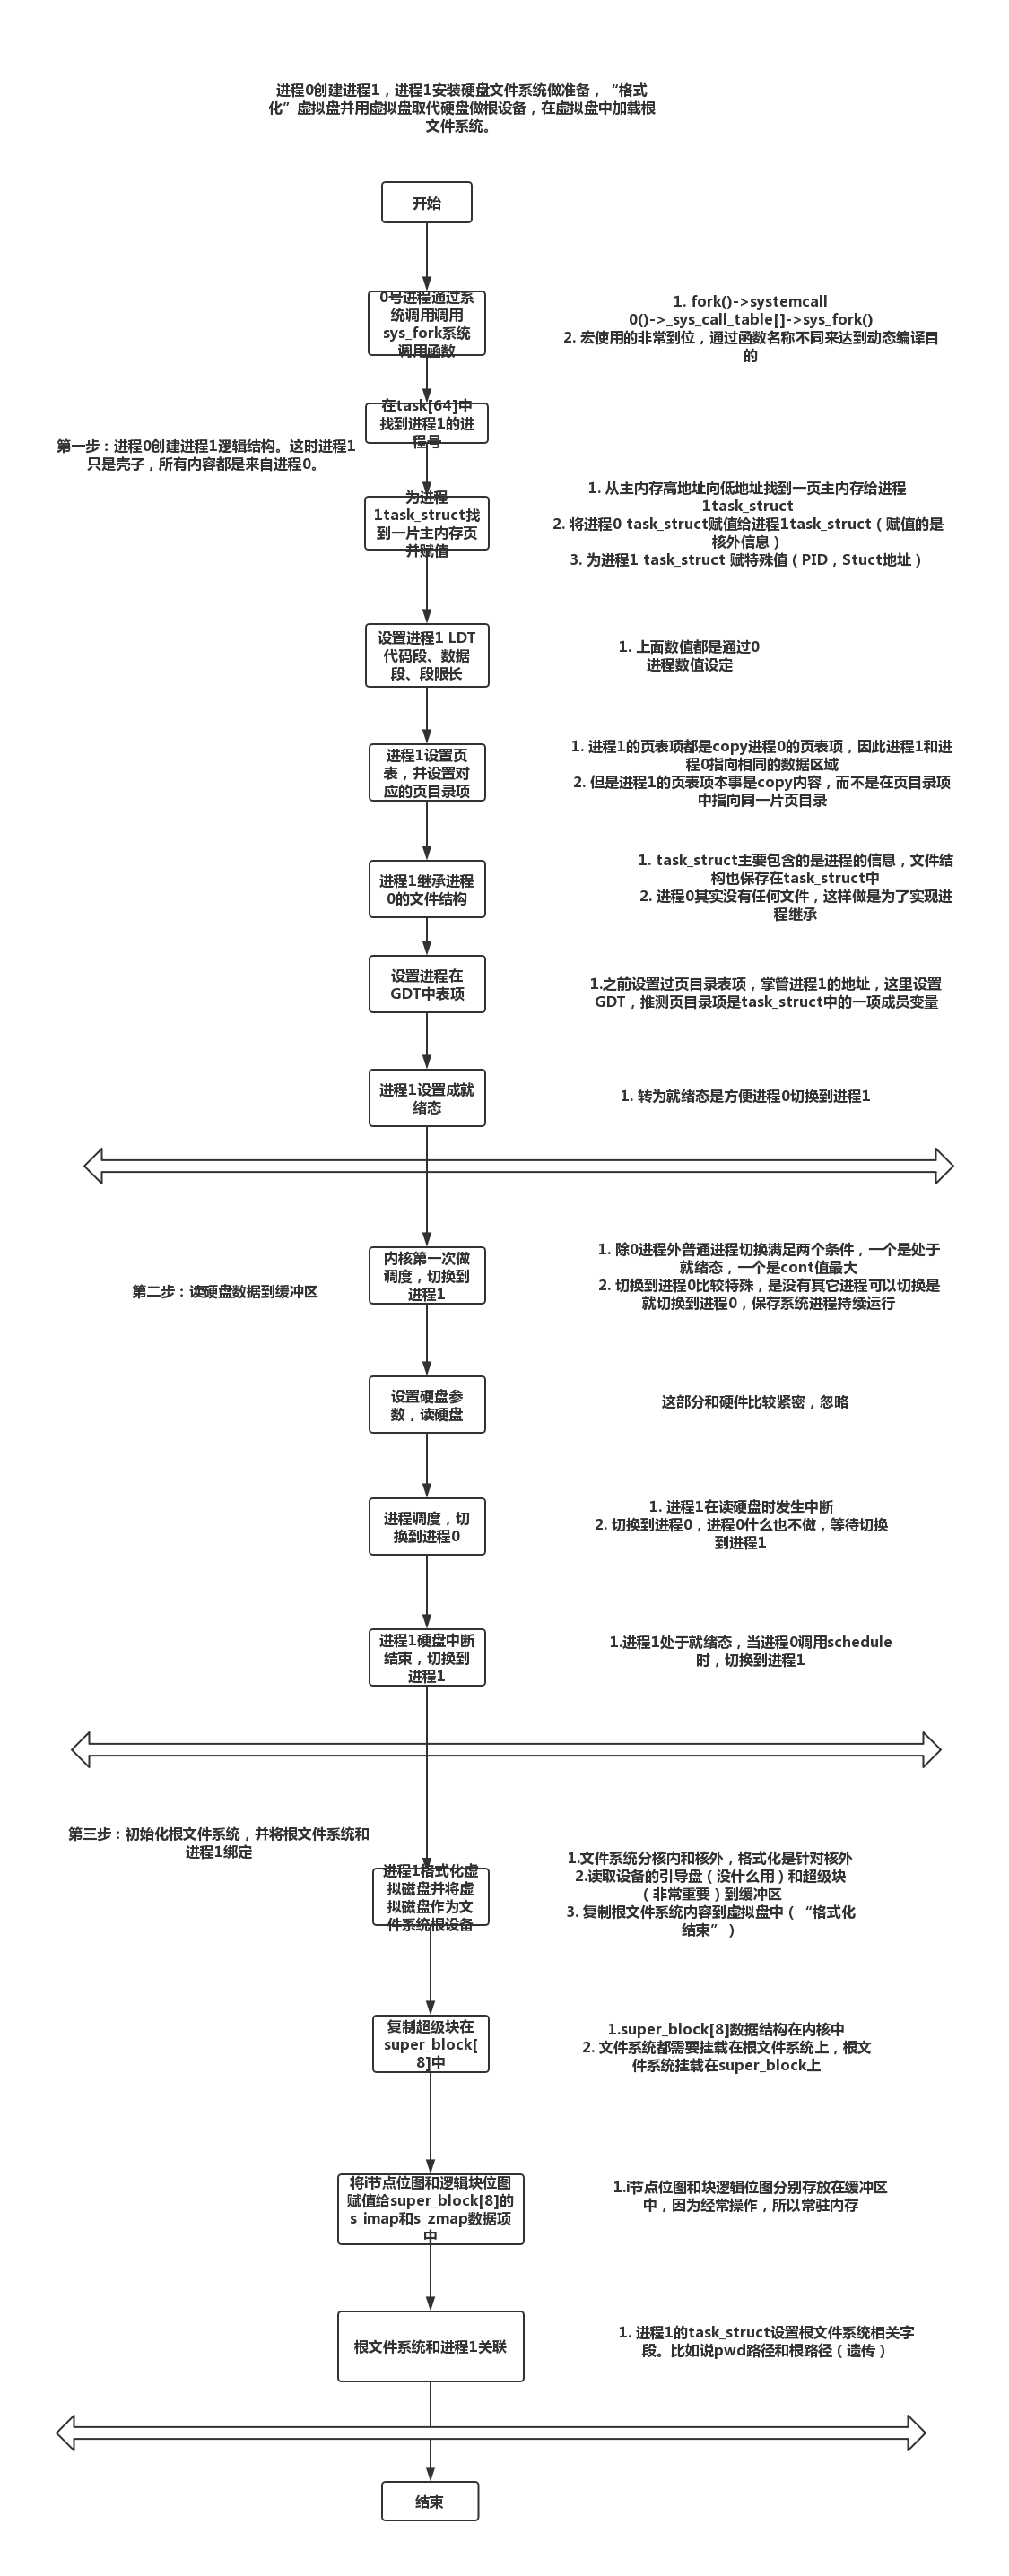 进程0创建进程1，进程1安装硬盘文件系统做准备，“格式
化”虚拟盘并用虚拟盘取代硬盘做根设备，在虚拟盘中加载根
文件系统。
开始
0号进程通过系
统调用调用
sys_fork系统
调用函数
1. fork()->systemcall
0()->_sys_call_table[]->sys_fork()
2. 宏使用的非常到位，通过函数名称不同来达到动态编译目
的
在task[64]中
找到进程1的进
程号
第一步：进程0创建进程1逻辑结构。这时进程1
只是壳子，所有内容都是来自进程0。
为进程
1task_struct找
到一片主内存页
并赋值
1. 从主内存高地址向低地址找到一页主内存给进程
1task_struct
2. 将进程0 task_struct赋值给进程1task_struct（赋值的是
核外信息）
3. 为进程1 task_struct 赋特殊值（PID，Stuct地址）
设置进程1 LDT
代码段、数据
段、段限长
1. 上面数值都是通过0
进程数值设定
进程1设置页
表，并设置对
应的页目录项
1. 进程1的页表项都是copy进程0的页表项，因此进程1和进
程0指向相同的数据区域
2. 但是进程1的页表项本事是copy内容，而不是在页目录项
中指向同一片页目录
进程1继承进程
0的文件结构
1. task_struct主要包含的是进程的信息，文件结
构也保存在task_struct中
2. 进程0其实没有任何文件，这样做是为了实现进
程继承
设置进程在
GDT中表项
1.之前设置过页目录表项，掌管进程1的地址，这里设置
GDT，推测页目录项是task_struct中的一项成员变量
进程1设置成就
绪态
1. 转为就绪态是方便进程0切换到进程1
内核第一次做
调度，切换到
进程1
1. 除0进程外普通进程切换满足两个条件，一个是处于
就绪态，一个是cont值最大
2. 切换到进程0比较特殊，是没有其它进程可以切换是
就切换到进程0，保存系统进程持续运行
第二步：读硬盘数据到缓冲区
设置硬盘参
数，读硬盘
这部分和硬件比较紧密，忽略
进程调度，切
换到进程0
1. 进程1在读硬盘时发生中断
2. 切换到进程0，进程0什么也不做，等待切换
到进程1
进程1硬盘中断
结束，切换到
进程1
1.进程1处于就绪态，当进程0调用schedule
时，切换到进程1
第三步：初始化根文件系统，并将根文件系统和
进程1绑定
进程1格式化虚
拟磁盘并将虚
拟磁盘作为文
件系统根设备
1.文件系统分核内和核外，格式化是针对核外
2.读取设备的引导盘（没什么用）和超级块
（非常重要）到缓冲区
3. 复制根文件系统内容到虚拟盘中（“格式化
结束”）
复制超级块在
super_block[
8]中
1.super_block[8]数据结构在内核中
2. 文件系统都需要挂载在根文件系统上，根文
件系统挂载在super_block上
将i节点位图和逻辑块位图
赋值给super_block[8]的
s_imap和s_zmap数据项
中
1.i节点位图和块逻辑位图分别存放在缓冲区
中，因为经常操作，所以常驻内存
根文件系统和进程1关联
1. 进程1的task_struct设置根文件系统相关字
段。比如说pwd路径和根路径（遗传）
结束